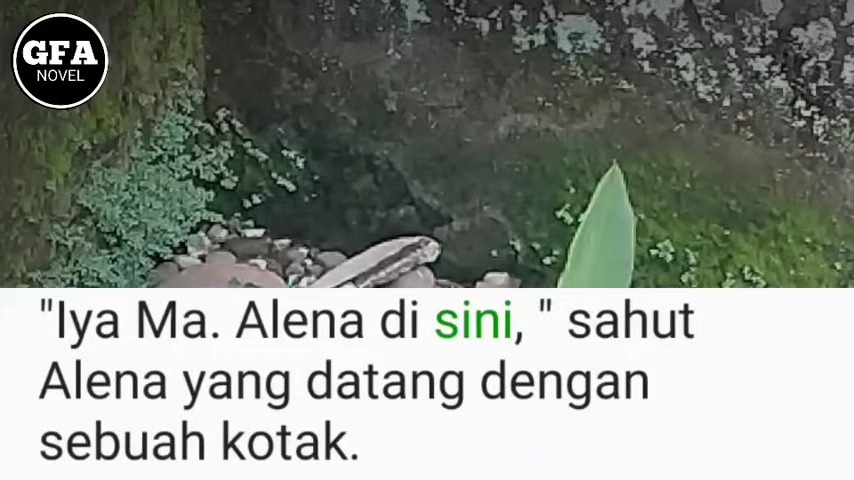 GFA
NOVEL
"Iya Ma. Alena di sini, " sahut
Alena yang datang dengan
sebuah kotak.